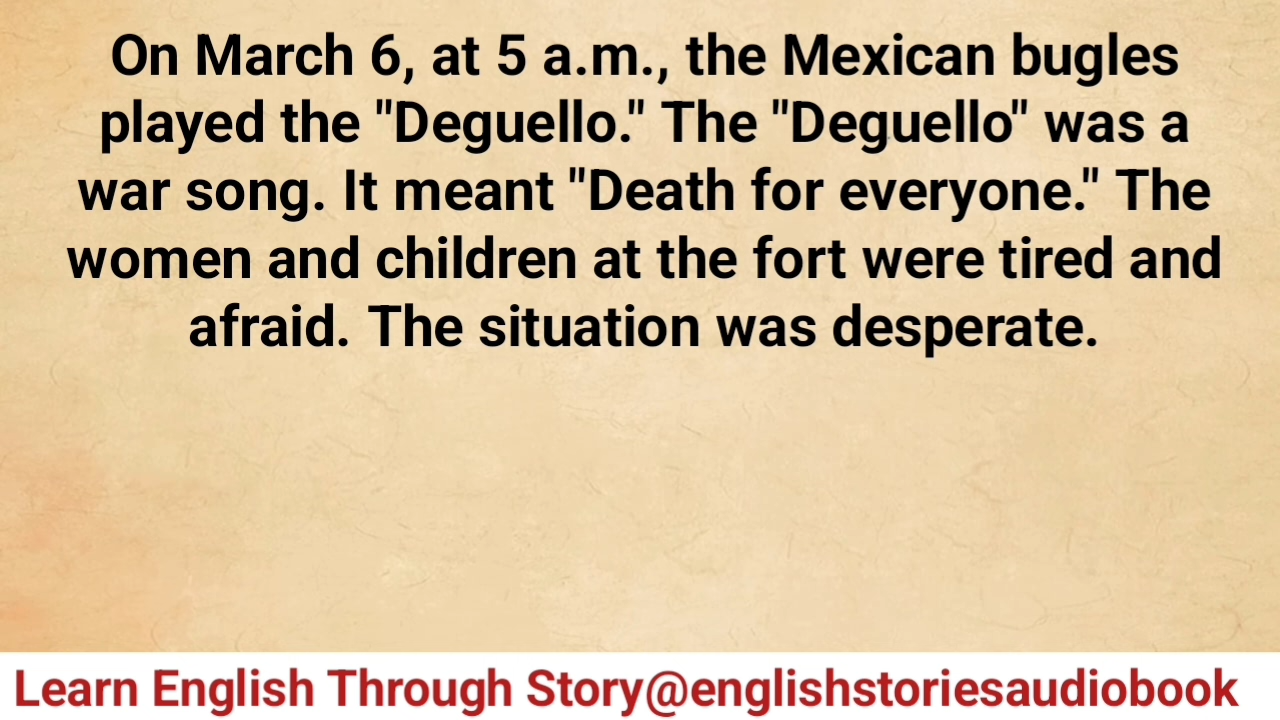 On March 6, at 5 a.m., the Mexican bugles
played the "Deguello." The "Deguello" was a
war song. It meant "Death for everyone." The
women and children at the fort were tired and
afraid. The situation was desperate.
Learn English Through Story@englishstoriesaudiobook